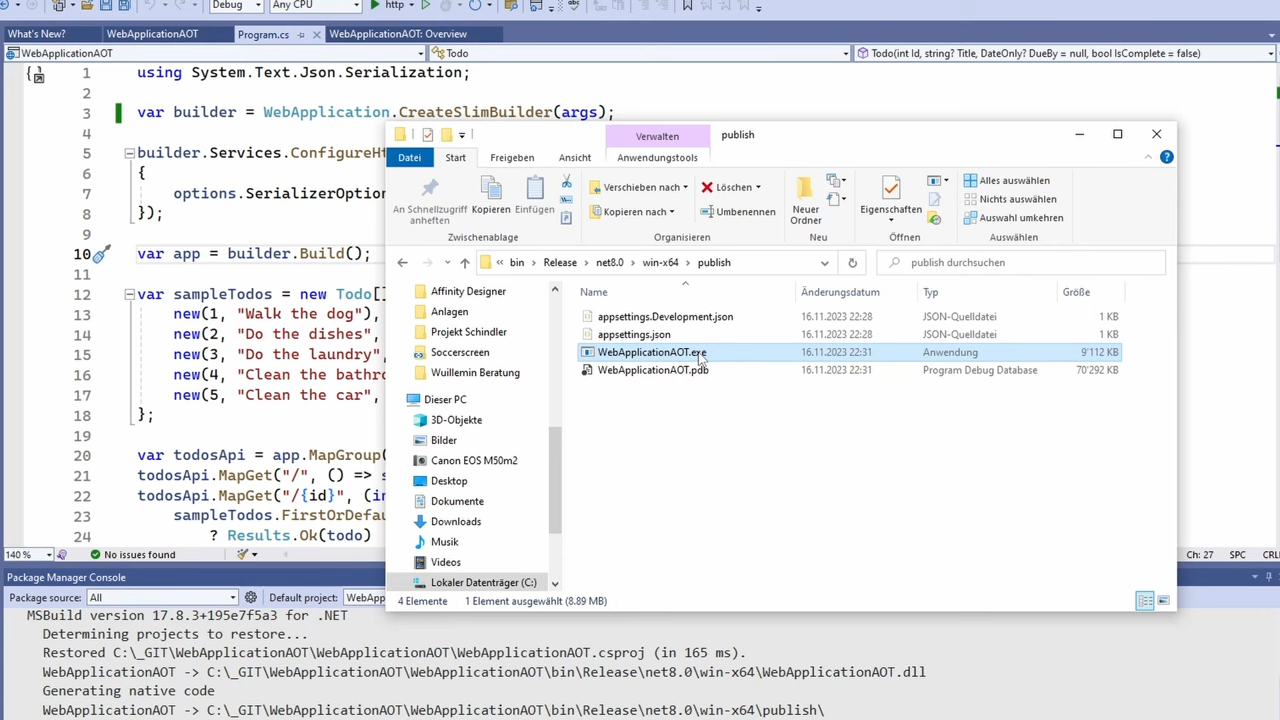 Debug
Any CPU
http
What's New?
WebApplicationAOT
Program.cs
WebApplicationAOT: Overview
WebApplicationAOT
Todo
Todo(int Id, string? Title, DateOnly? DueBy = null, bool IsComplete = false)
1 using System.Text.Json.Serialization;
2
3 var builder = WebApplication.CreateSlimBuilder(args);
4
5 builder.Services.ConfigureHt
6 {
7 options.SerializerOption
8 });
9
10 var app = builder.Build();
11
12 var sampleTodos = new Todo[]
13
14 new(1, "Walk the dog"),
15 new(2, "Do the dishes",
16 new(3, "Do the laundry",
17 new(4, "Clean the bathro
18 new(5, "Clean the car",
};
19
20 var todosApi = app.MapGroup(
21 todosApi.MapGet("/", () => s
22 todosApi.MapGet("/{id}", (in
23 sampleTodos.FirstOrDefau
24 ? Results.Ok(todo)
140 %
No issues found
Ch: 27
SPC
CRL
Verwalten
publish
Datei
Start
Freigeben
Ansicht
Anwendungstools
An Schnellzugriff anheften
Kopieren
Einfügen
Verschieben nach
Kopieren nach
Löschen
Umbenennen
Neuer Ordner
Eigenschaften
Alles auswählen
Nichts auswählen
Auswahl umkehren
Zwischenablage
Organisieren
Neu
Öffnen
Auswählen
« bin › Release › net8.0 › win-x64 › publish
publish durchsuchen
Affinity Designer
Anlagen
Projekt Schindler
Soccerscreen
Wuillemin Beratung
Dieser PC
3D-Objekte
Bilder
Canon EOS M50m2
Desktop
Dokumente
Downloads
Musik
Videos
Lokaler Datenträger (C:)
Name Änderungsdatum Typ Größe
appsettings.Development.json 16.11.2023 22:28 JSON-Quelldatei 1 KB
appsettings.json 16.11.2023 22:28 JSON-Quelldatei 1 KB
WebApplicationAOT.exe 16.11.2023 22:31 Anwendung 9'112 KB
WebApplicationAOT.pdb 16.11.2023 22:31 Program Debug Database 70'292 KB
4 Elemente 1 Element ausgewählt (8.89 MB)
Package Manager Console
Package source: All
Default project: WebAp
MSBuild version 17.8.3+195e7f5a3 for .NET
Determining projects to restore...
Restored C:\_GIT\WebApplicationAOT\WebApplicationAOT\WebApplicationAOT.csproj (in 165 ms).
WebApplicationAOT -> C:\_GIT\WebApplicationAOT\WebApplicationAOT\bin\Release\net8.0\win-x64\WebApplicationAOT.dll
Generating native code
WebApplicationAOT -> C:\_GIT\WebApplicationAOT\WebApplicationAOT\bin\Release\net8.0\win-x64\publish\